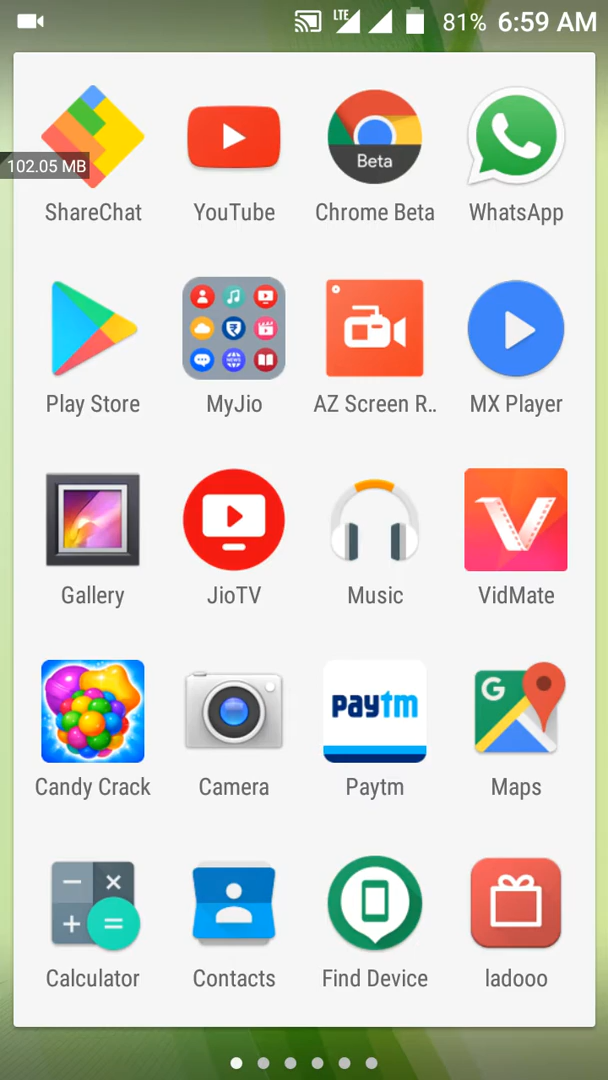 LTE 81% 6:59 AM
102.05 MB
Beta
ShareChat YouTube Chrome Beta WhatsApp
Play Store MyJio AZ Screen R.. MX Player
Gallery JioTV Music VidMate
paytm
G
Candy Crack Camera Paytm Maps
Calculator Contacts Find Device ladooo